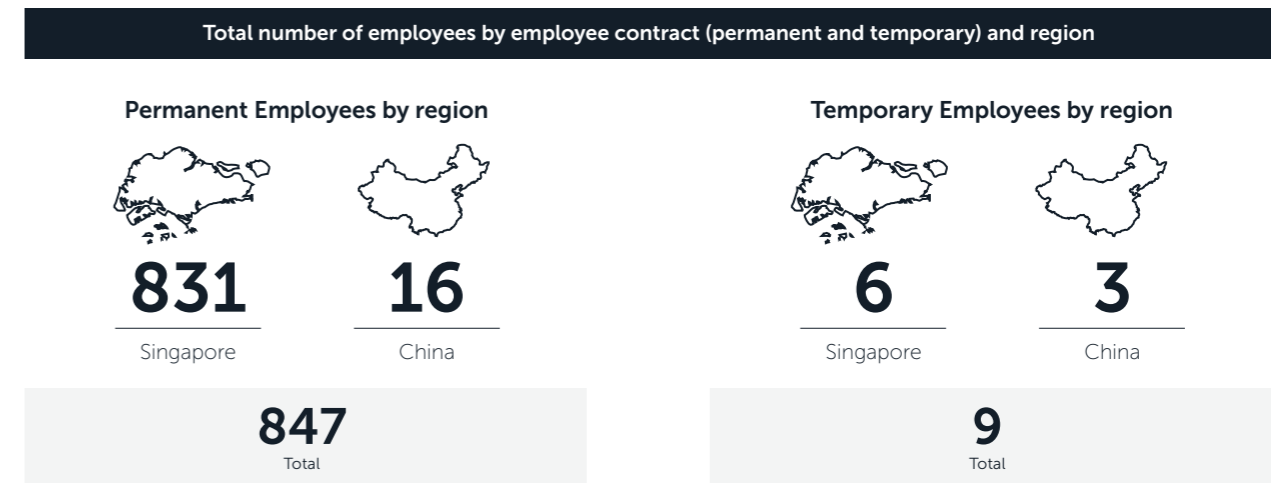 Total number of employees by employee contract (permanent and temporary) and region
Permanent Employees by region
831
Singapore
16
China
847
Total
Temporary Employees by region
6
Singapore
3
China
9
Total